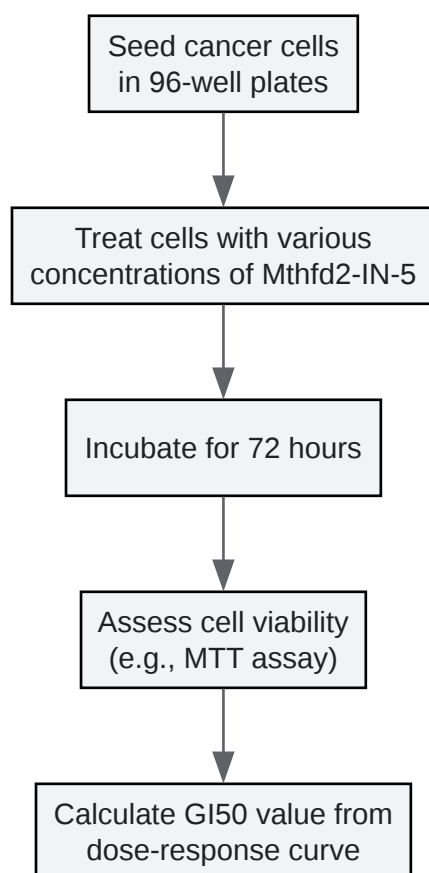 Seed cancer cells
in 96-well plates
Treat cells with various
concentrations of Mthfd2-IN-5
Incubate for 72 hours
Assess cell viability
(e.g., MTT assay)
Calculate GI50 value from
dose-response curve